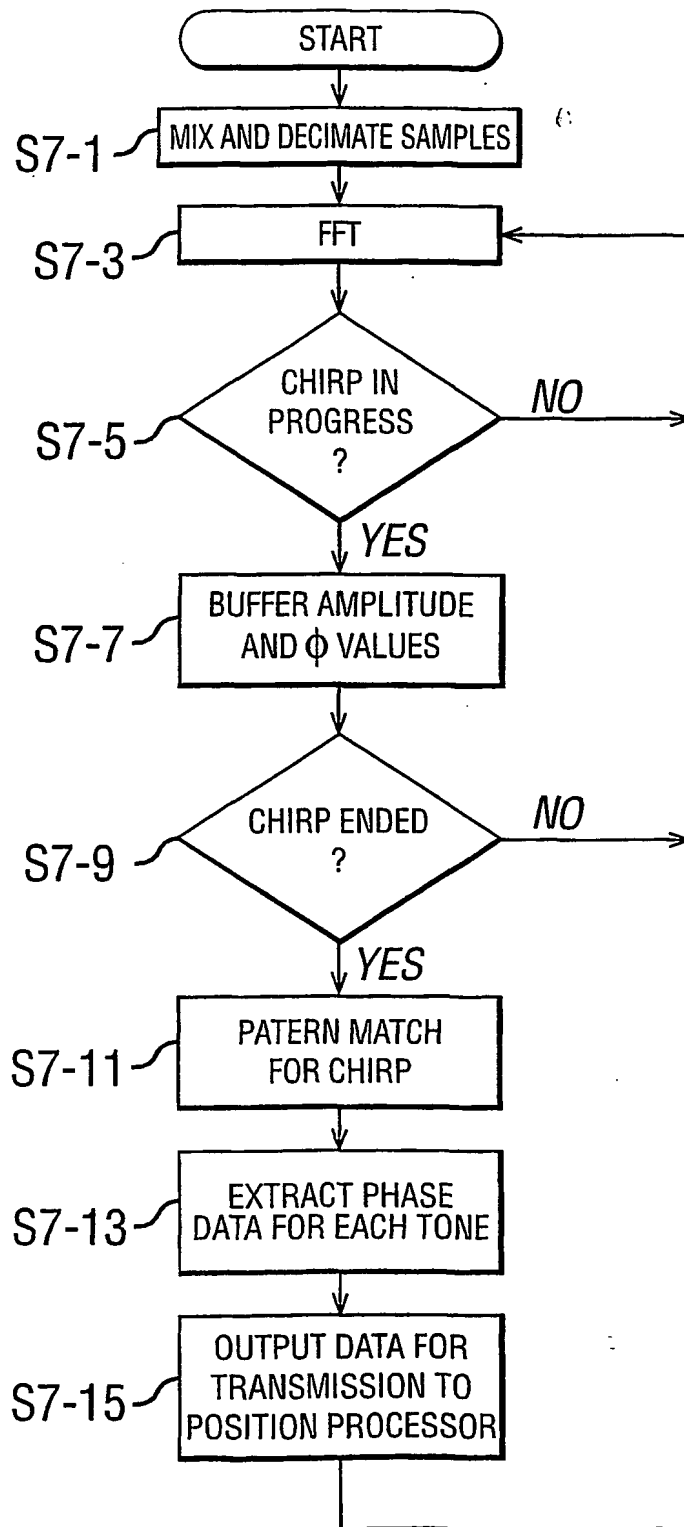 START
S7-1
MIX AND DECIMATE SAMPLES
S7-3
FFT
S7-5
CHIRP IN
PROGRESS
?
NO
YES
S7-7
BUFFER AMPLITUDE
AND ϕ VALUES
S7-9
CHIRP ENDED
?
NO
YES
S7-11
PATERN MATCH
FOR CHIRP
S7-13
EXTRACT PHASE
DATA FOR EACH TONE
S7-15
OUTPUT DATA FOR
TRANSMISSION TO
POSITION PROCESSOR